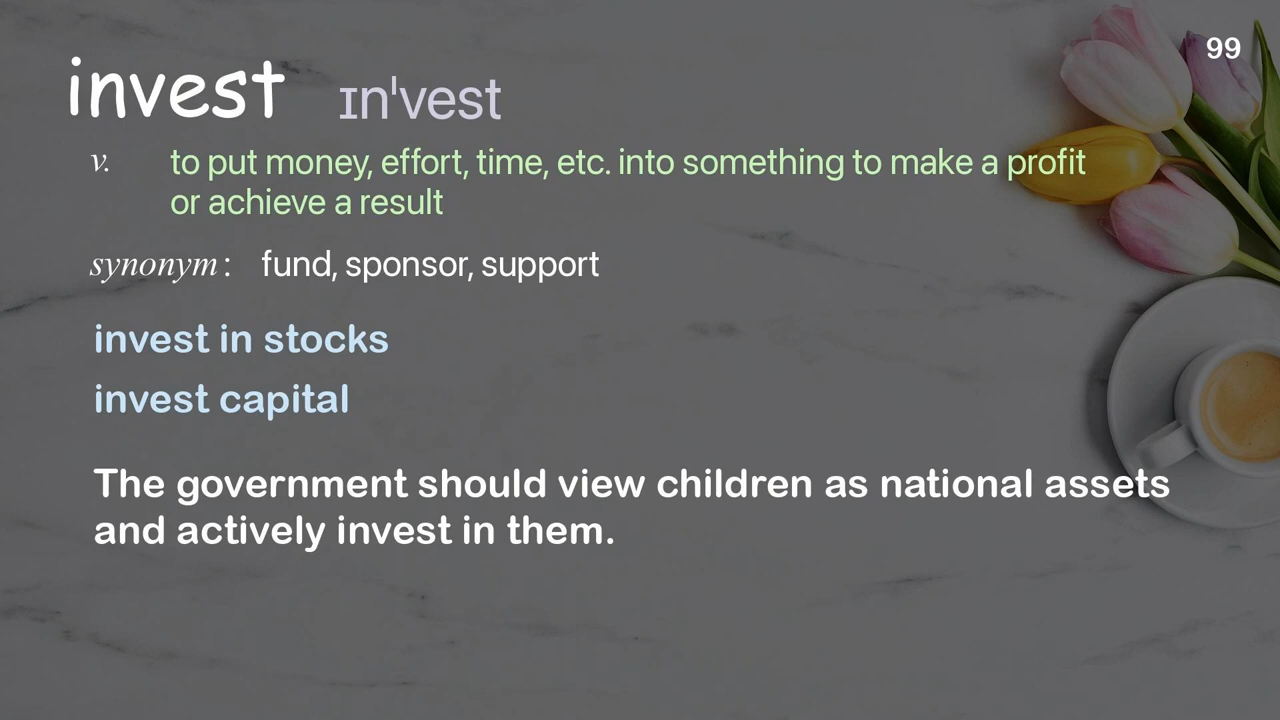 99
invest ɪn'vest
v. to put money, effort, time, etc. into something to make a profit
or achieve a result
synonym : fund, sponsor, support
invest in stocks
invest capital
The government should view children as national assets
and actively invest in them.